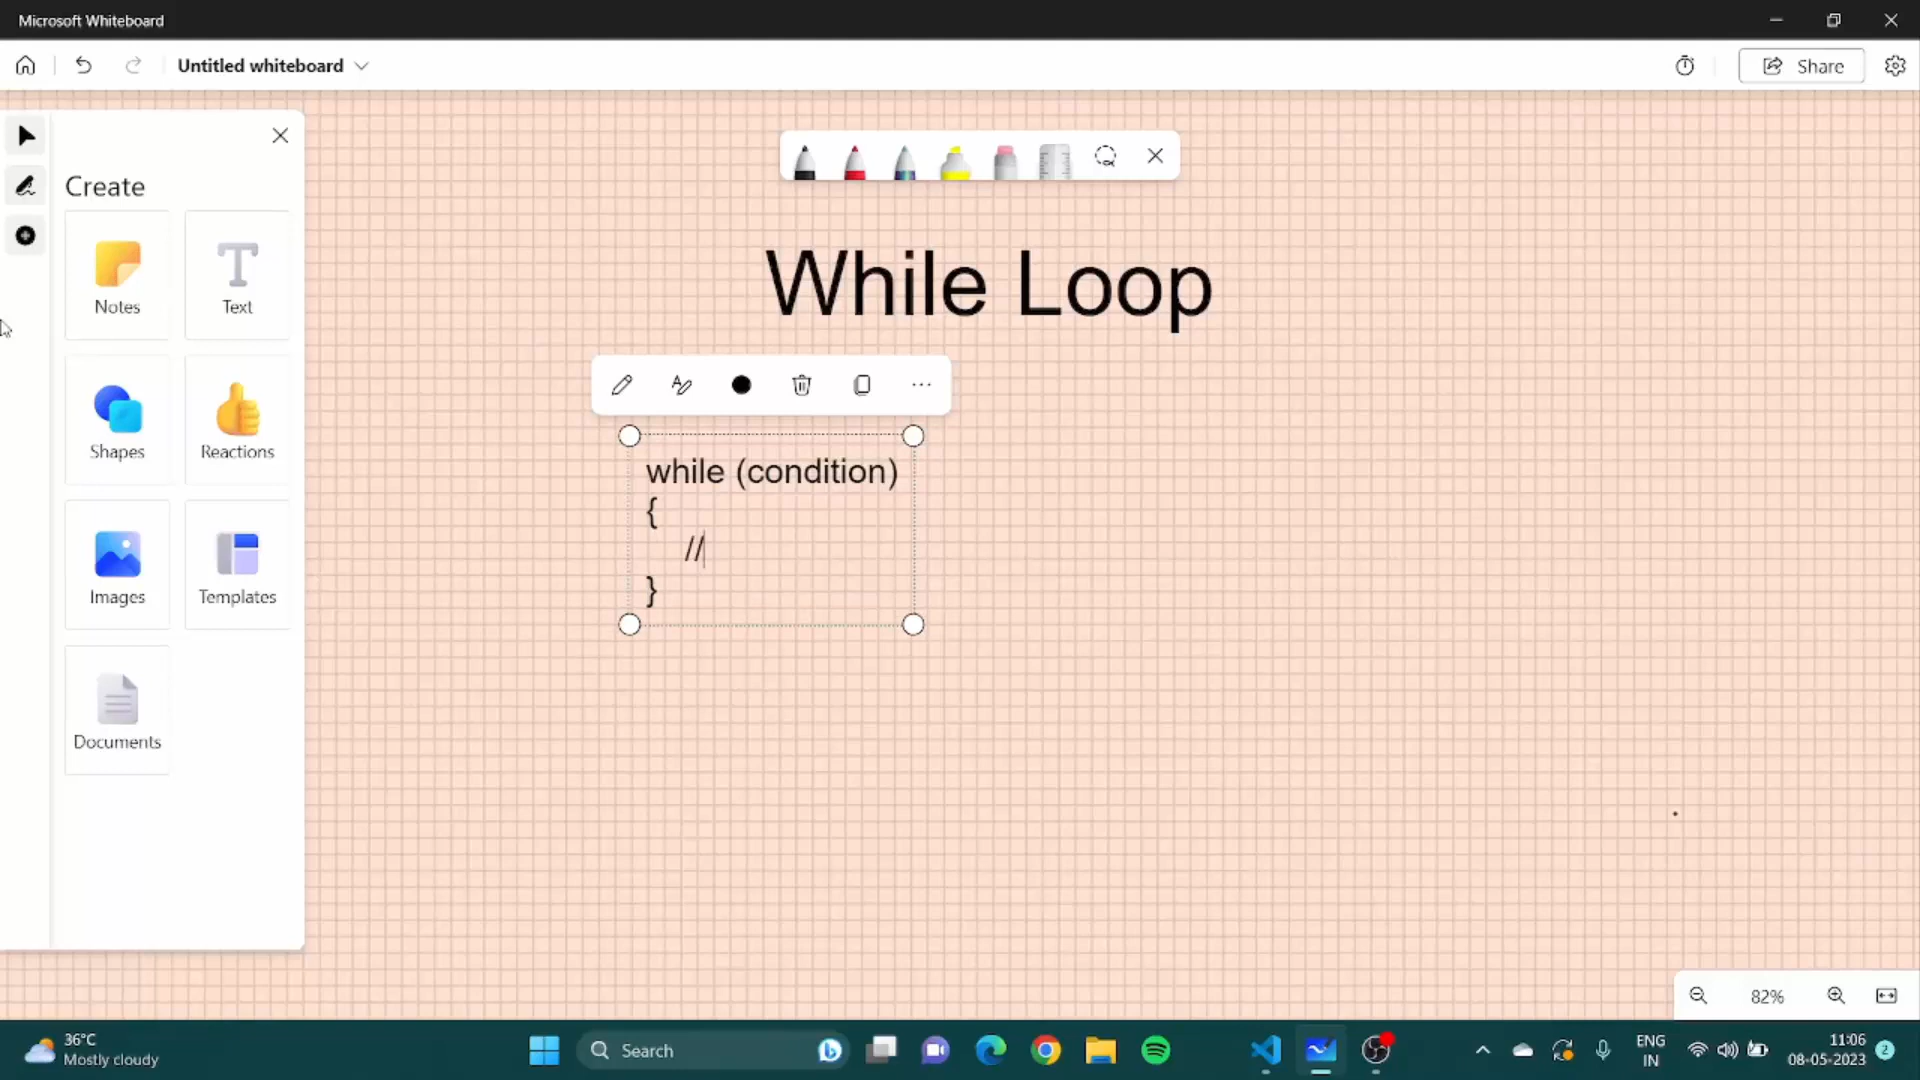 Microsoft Whiteboard
Untitled whiteboard
Share
Create
Notes
Text
Shapes
Reactions
Images
Templates
Documents
While Loop
while (condition)
{
//
}
82%
36°C
Mostly cloudy
Search
ENG
IN
11:06
08-05-2023
2